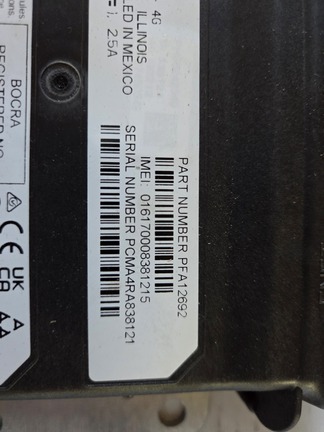 4G
ILLINOIS
LED IN MEXICO
2.5A
PART NUMBER PFA12692
IMEI: 016170008381215
SERIAL NUMBER PCMA4RA838121
BOCRA
REGISTERED NO
CE
UK
CA